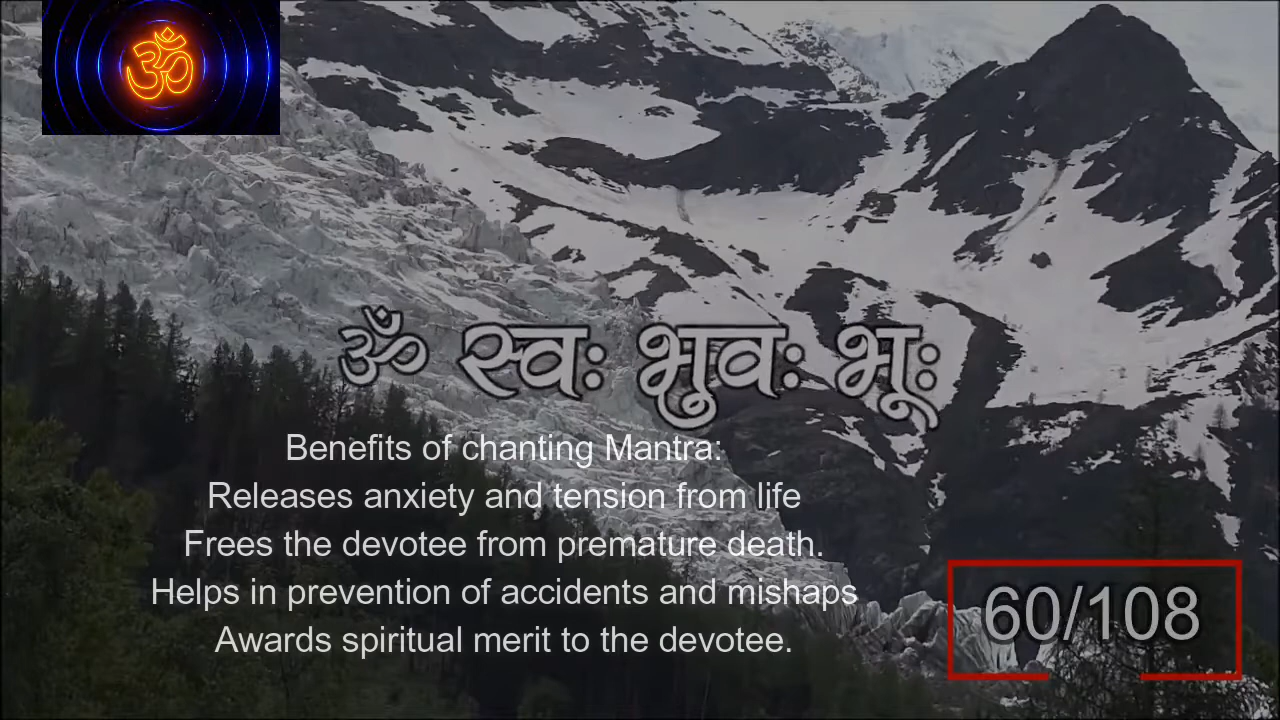 ॐ
ॐ स्वः भुवः भूः
Benefits of chanting Mantra:
Releases anxiety and tension from life
Frees the devotee from premature death.
Helps in prevention of accidents and mishaps
Awards spiritual merit to the devotee.
60/108